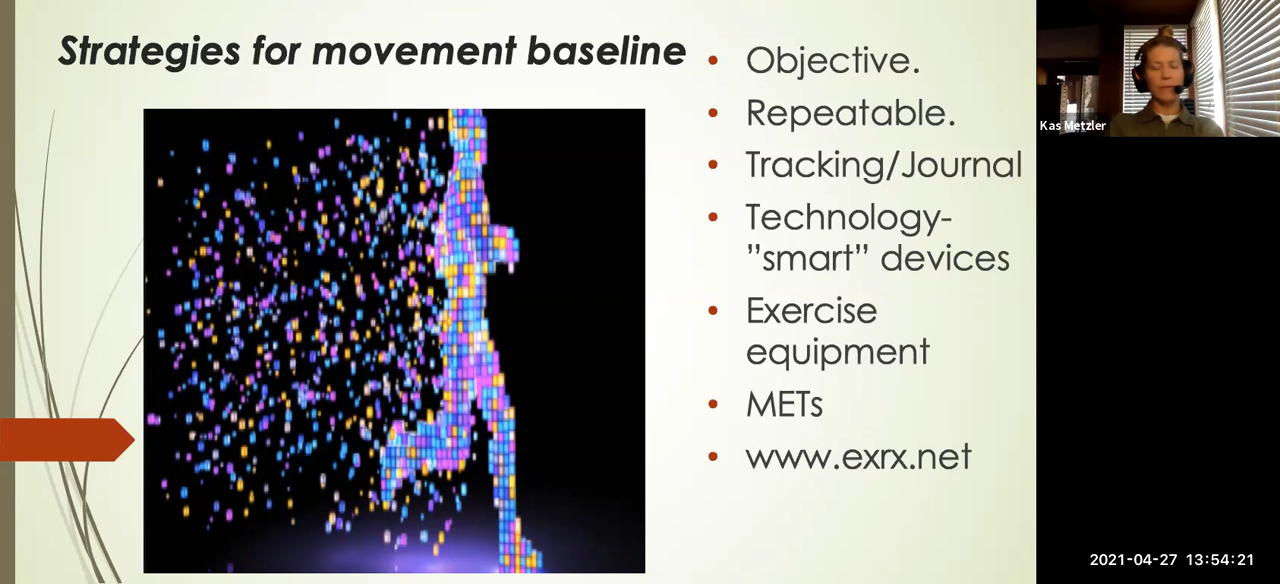 Strategies for movement baseline
• Objective.
• Repeatable.
• Tracking/Journal
• Technology-
”smart” devices
• Exercise
equipment
• METs
• www.exrx.net
Kas Metzler
2021-04-27 13:54:21